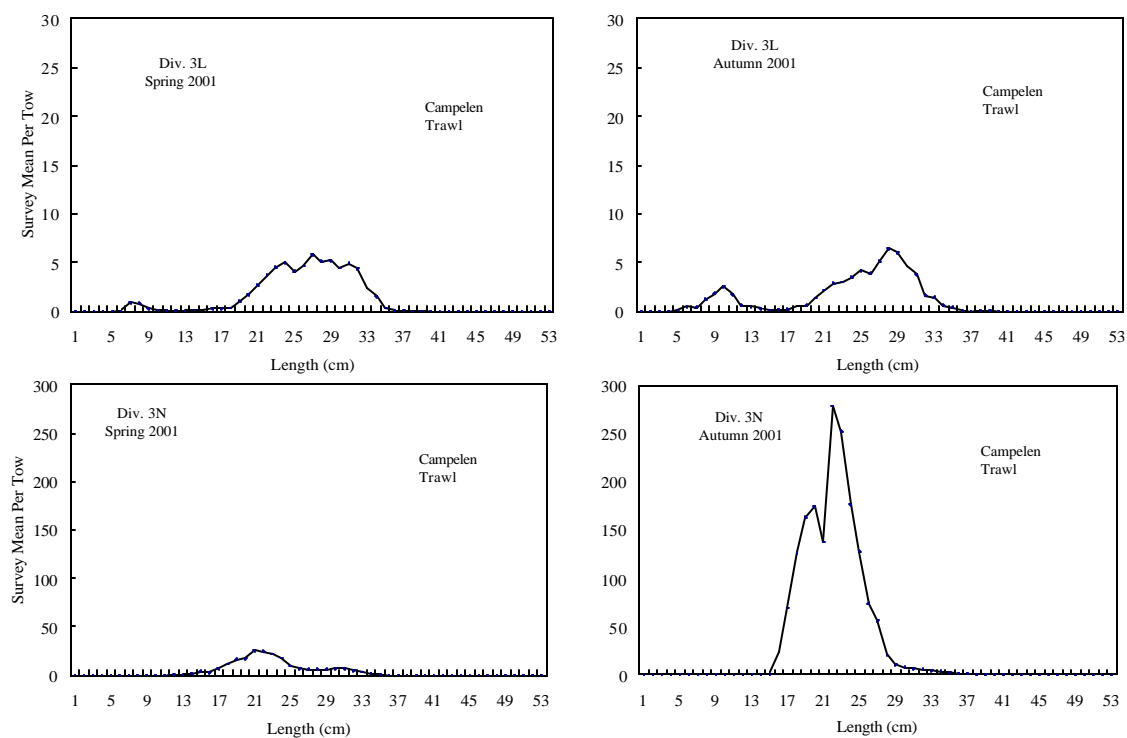 30
25
20
15
10
5
0
Survey Mean Per Tow
Div. 3L
Spring 2001
Campelen
Trawl
1 5 9 13 17 21 25 29 33 37 41 45 49 53
Length (cm)
30
25
20
15
10
5
0
Div. 3L
Autumn 2001
Campelen
Trawl
1 5 9 13 17 21 25 29 33 37 41 45 49 53
Length (cm)
300
250
200
150
100
50
0
Survey Mean Per Tow
Div. 3N
Spring 2001
Campelen
Trawl
1 5 9 13 17 21 25 29 33 37 41 45 49 53
Length (cm)
300
250
200
150
100
50
0
Div. 3N
Autumn 2001
Campelen
Trawl
1 5 9 13 17 21 25 29 33 37 41 45 49 53
Length (cm)